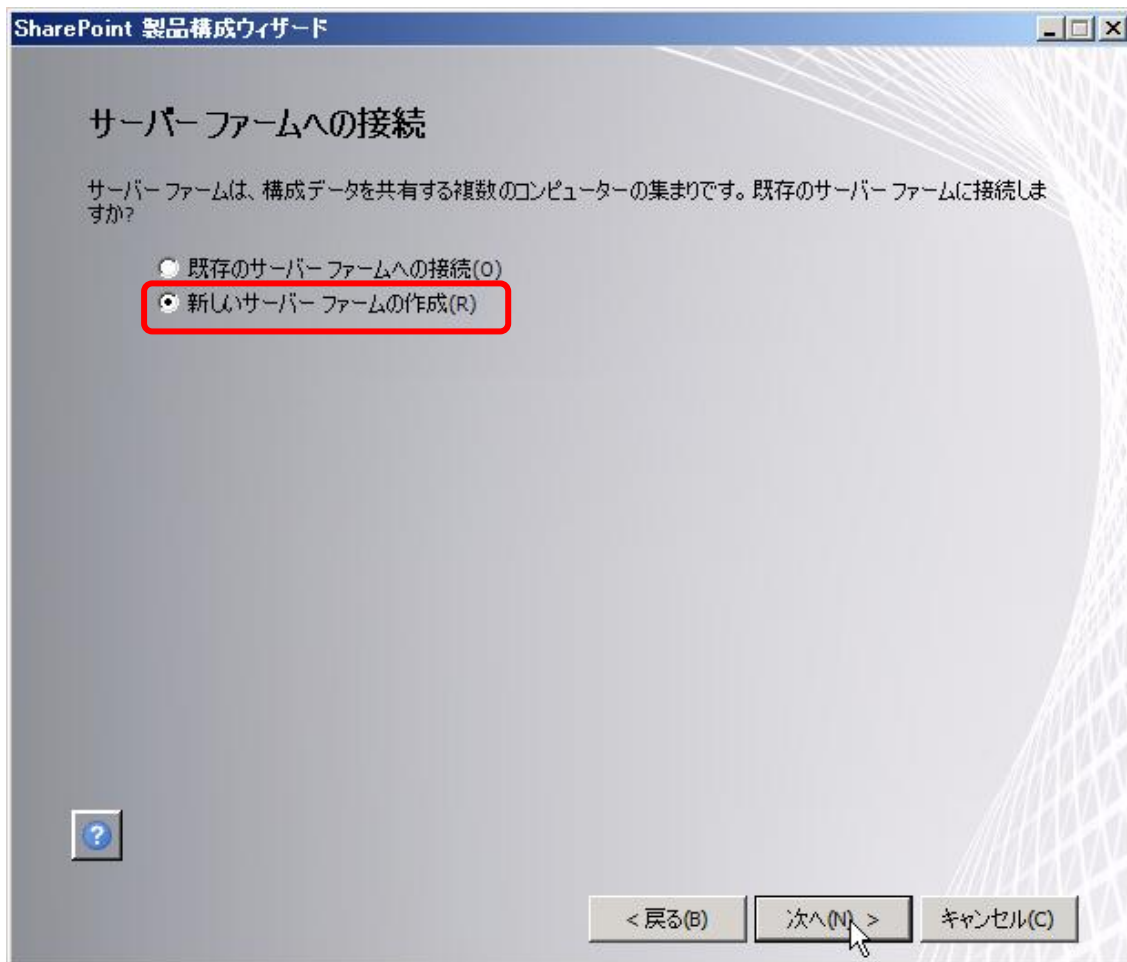 SharePoint 製品構成ウィザード
サーバー ファームへの接続
サーバー ファームは、構成データを共有する複数のコンピューターの集まりです。既存のサーバー ファームに接続しま
すか?
既存のサーバー ファームへの接続(O)
新しいサーバー ファームの作成(R)
?
< 戻る(B) 次へ(N) > キャンセル(C)